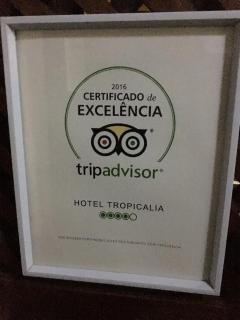 2016
CERTIFICADO de
EXCELÊNCIA
tripadvisor®
HOTEL TROPICALIA